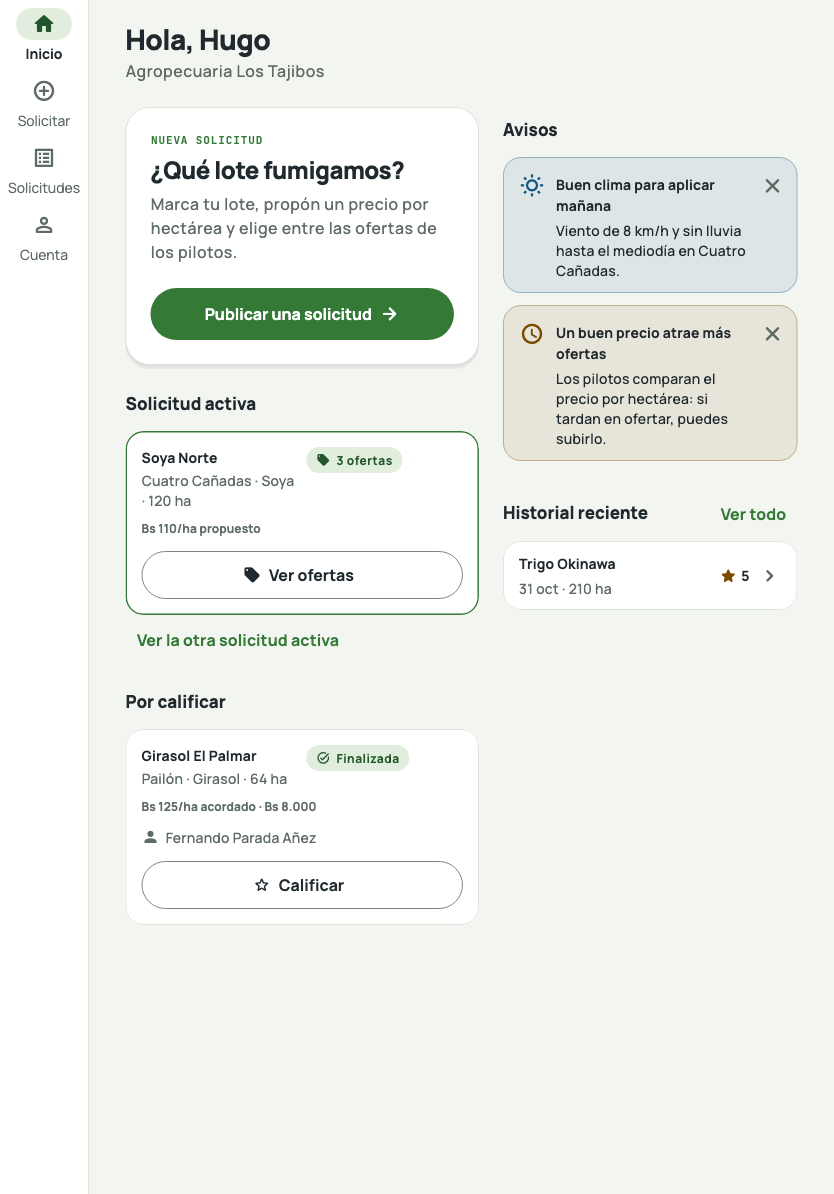 Inicio
Solicitar
Solicitudes
Cuenta
Hola, Hugo
Agropecuaria Los Tajibos
NUEVA SOLICITUD
¿Qué lote fumigamos?
Marca tu lote, propón un precio por
hectárea y elige entre las ofertas de
los pilotos.
Publicar una solicitud
Solicitud activa
Soya Norte
3 ofertas
Cuatro Cañadas · Soya
· 120 ha
Bs 110/ha propuesto
Ver ofertas
Ver la otra solicitud activa
Por calificar
Girasol El Palmar
Finalizada
Pailón · Girasol · 64 ha
Bs 125/ha acordado · Bs 8.000
Fernando Parada Añez
Calificar
Avisos
Buen clima para aplicar
mañana
Viento de 8 km/h y sin lluvia
hasta el mediodía en Cuatro
Cañadas.
Un buen precio atrae más
ofertas
Los pilotos comparan el
precio por hectárea: si
tardan en ofertar, puedes
subirlo.
Historial reciente
Ver todo
Trigo Okinawa
31 oct · 210 ha
5